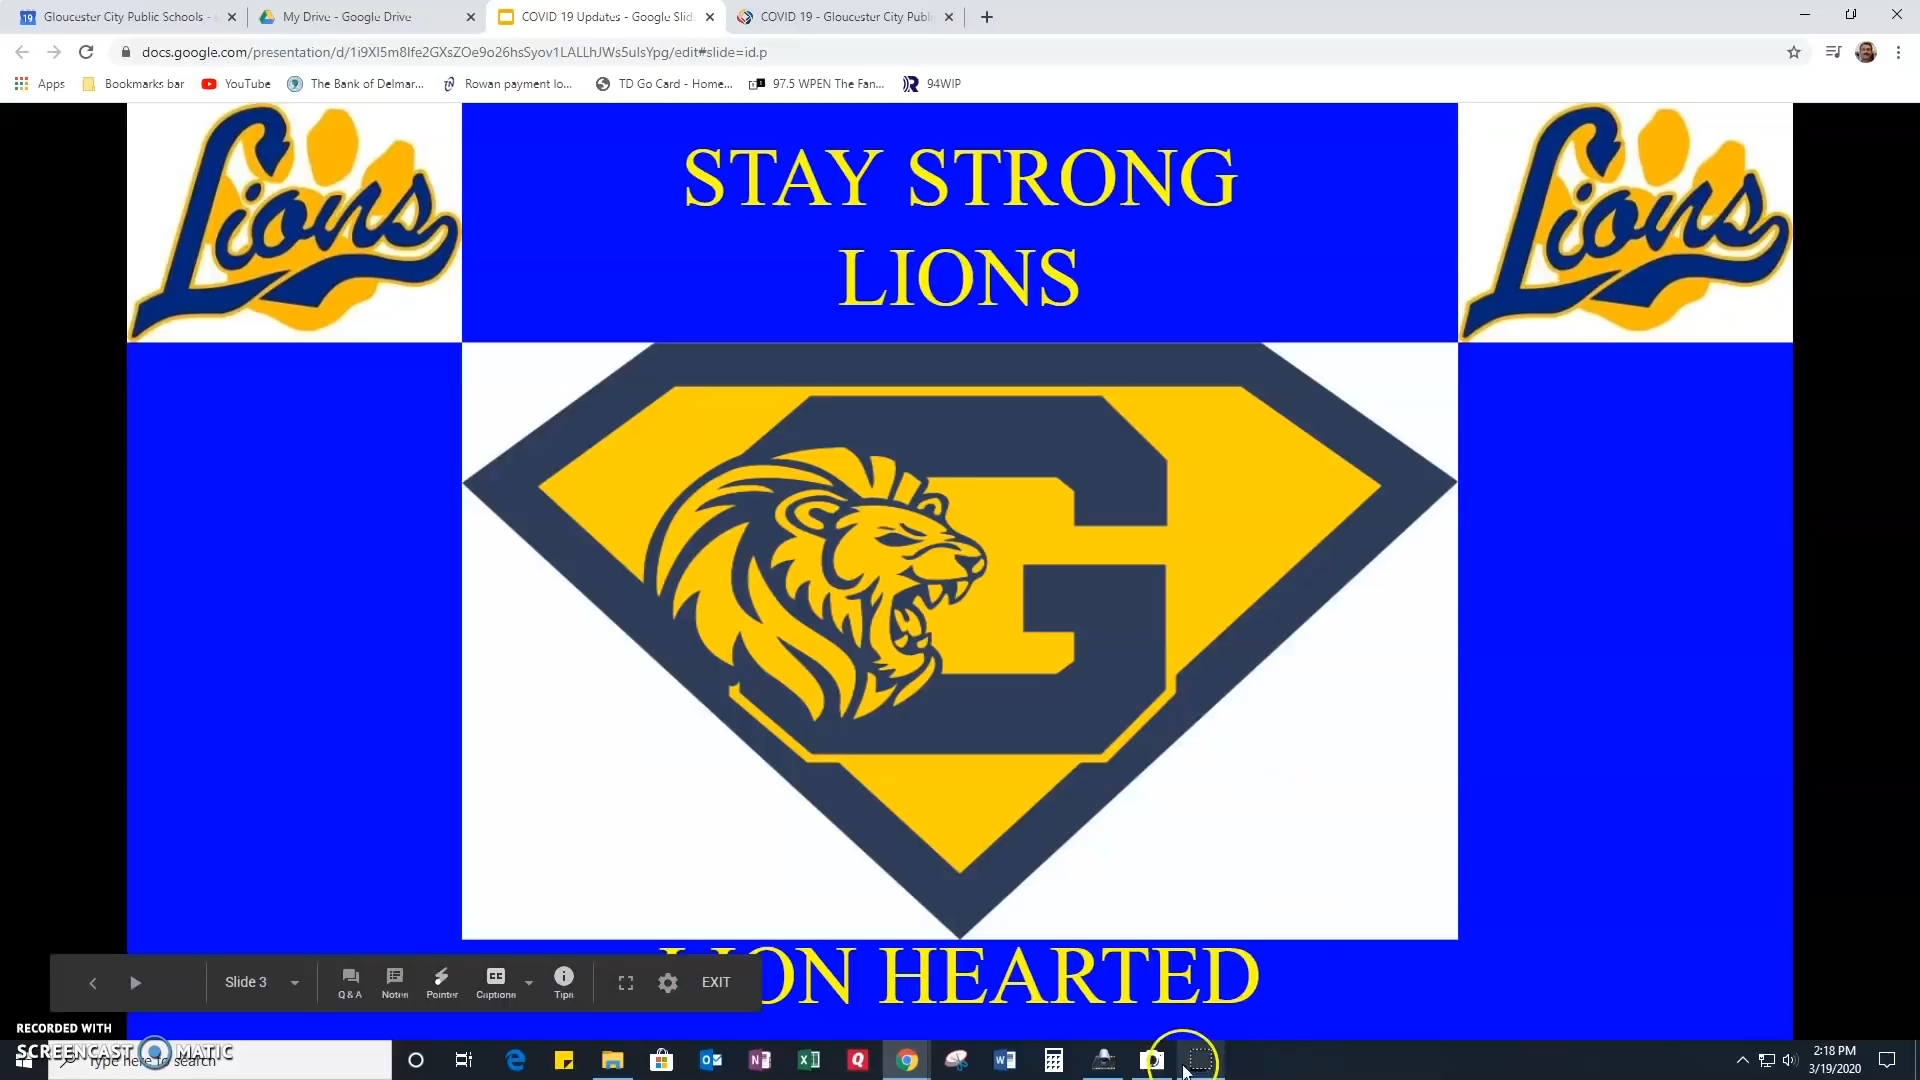 Gloucester City Public Schools -
My Drive - Google Drive
COVID 19 Updates - Google Slid
COVID 19 - Gloucester City Publ
docs.google.com/presentation/d/1i9XI5m8Ife2GXsZOe9o26hsSyov1LALLhJWs5ulsYpg/edit#slide=id.p
Apps
Bookmarks bar
YouTube
The Bank of Delmar...
Rowan payment lo...
TD Go Card - Home...
97.5 WPEN The Fan...
94WIP
Lions
STAY STRONG
LIONS
Lions
G
ION HEARTED
Slide 3
Q & A
Notes
Pointer
CC
Captions
Tips
EXIT
RECORDED WITH
SCREENCAST MATIC
Type here to search
2:18 PM
3/19/2020